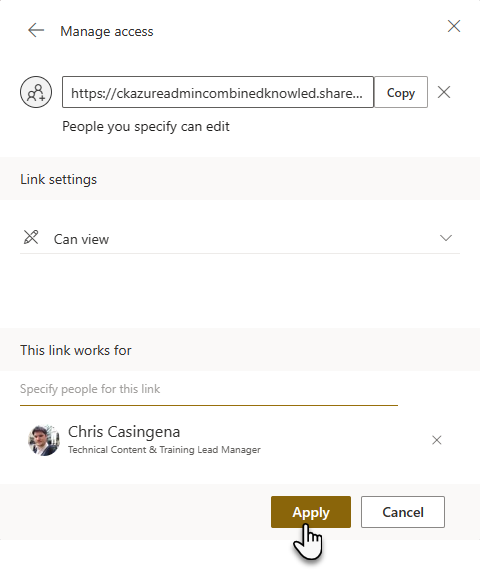 Manage access
https://ckazureadmincombinedknowled.share...
Copy
People you specify can edit
Link settings
Can view
This link works for
Specify people for this link
Chris Casingena
Technical Content & Training Lead Manager
Apply
Cancel